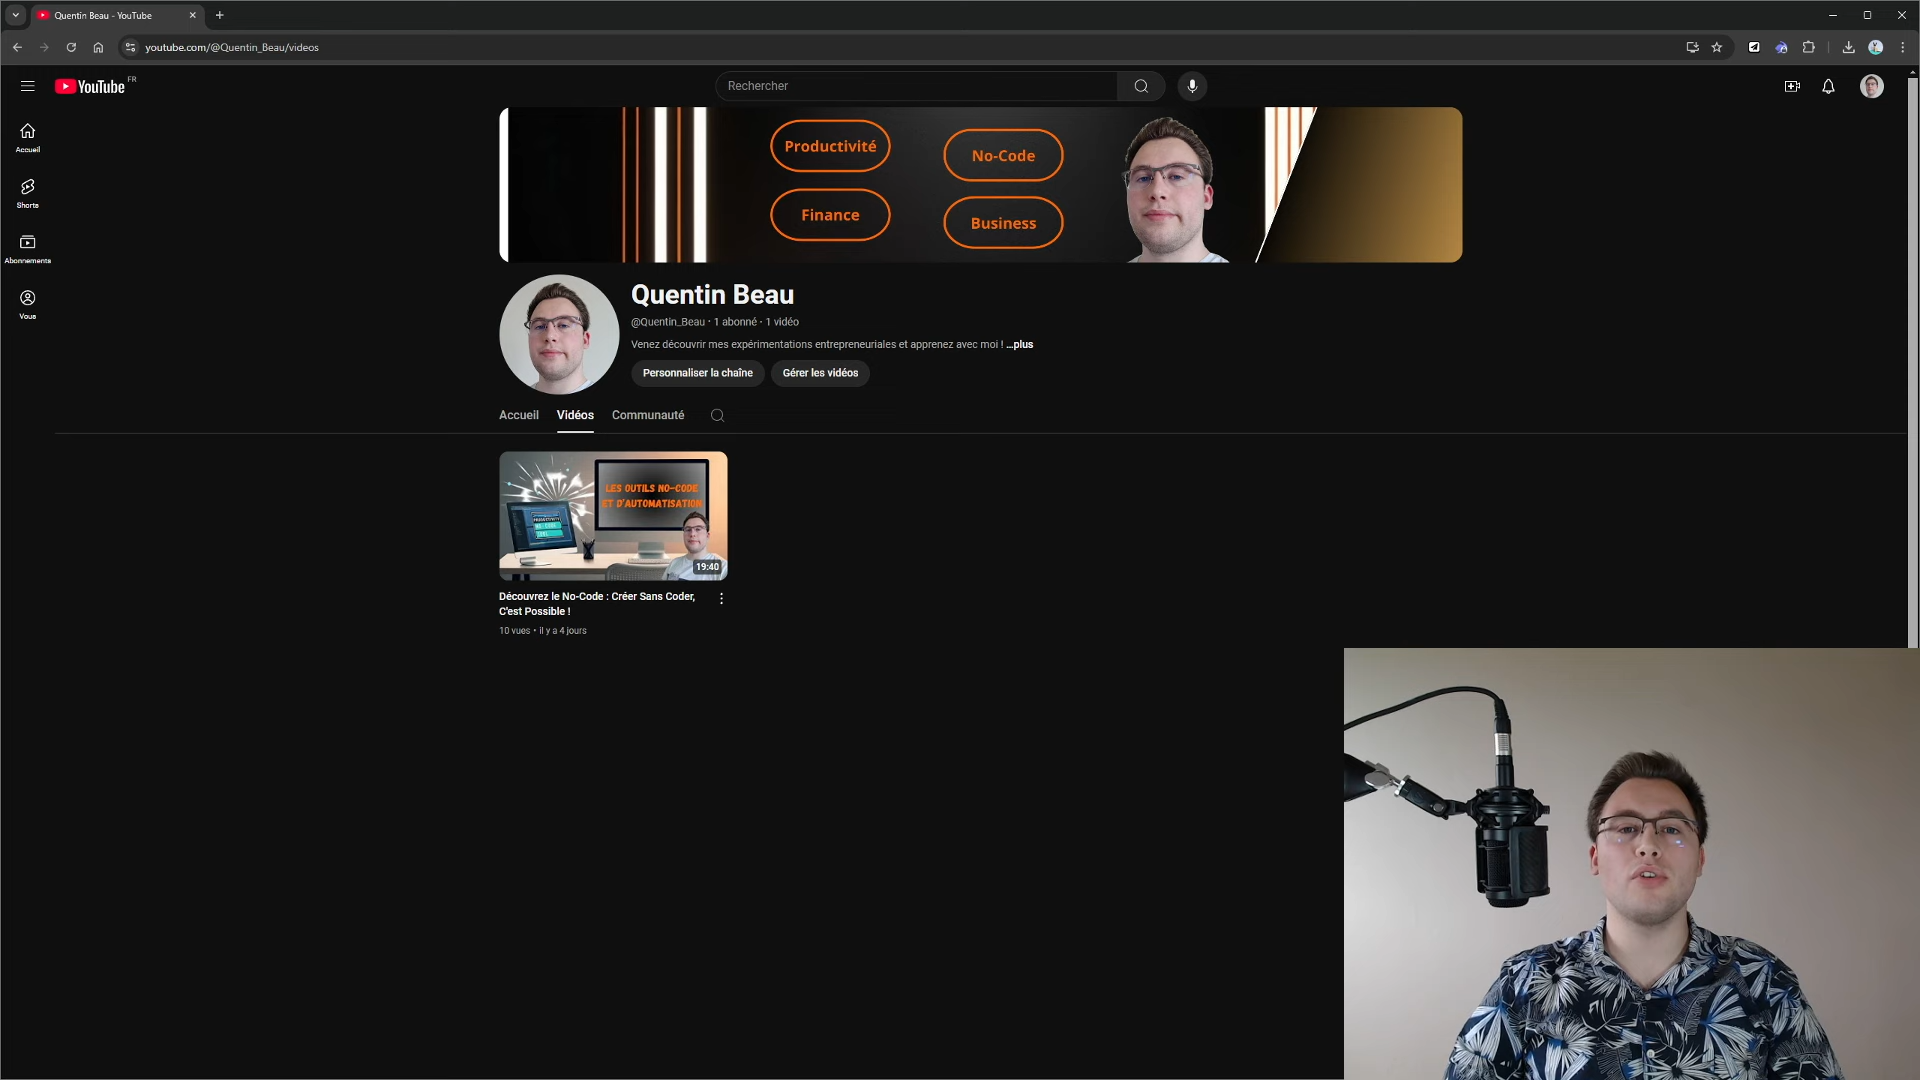 Quentin Beau - YouTube
youtube.com/@Quentin_Beau/videos
YouTube FR
Rechercher
Accueil
Shorts
Abonnements
Vous
Productivité
No-Code
Finance
Business
Quentin Beau
@Quentin_Beau · 1 abonné · 1 vidéo
Venez découvrir mes expérimentations entrepreneuriales et apprenez avec moi ! ...plus
Personnaliser la chaîne
Gérer les vidéos
Accueil
Vidéos
Communauté
LES OUTILS NO-CODE
ET D'AUTOMATISATION
19:40
Découvrez le No-Code : Créer Sans Coder,
C'est Possible !
10 vues • il y a 4 jours